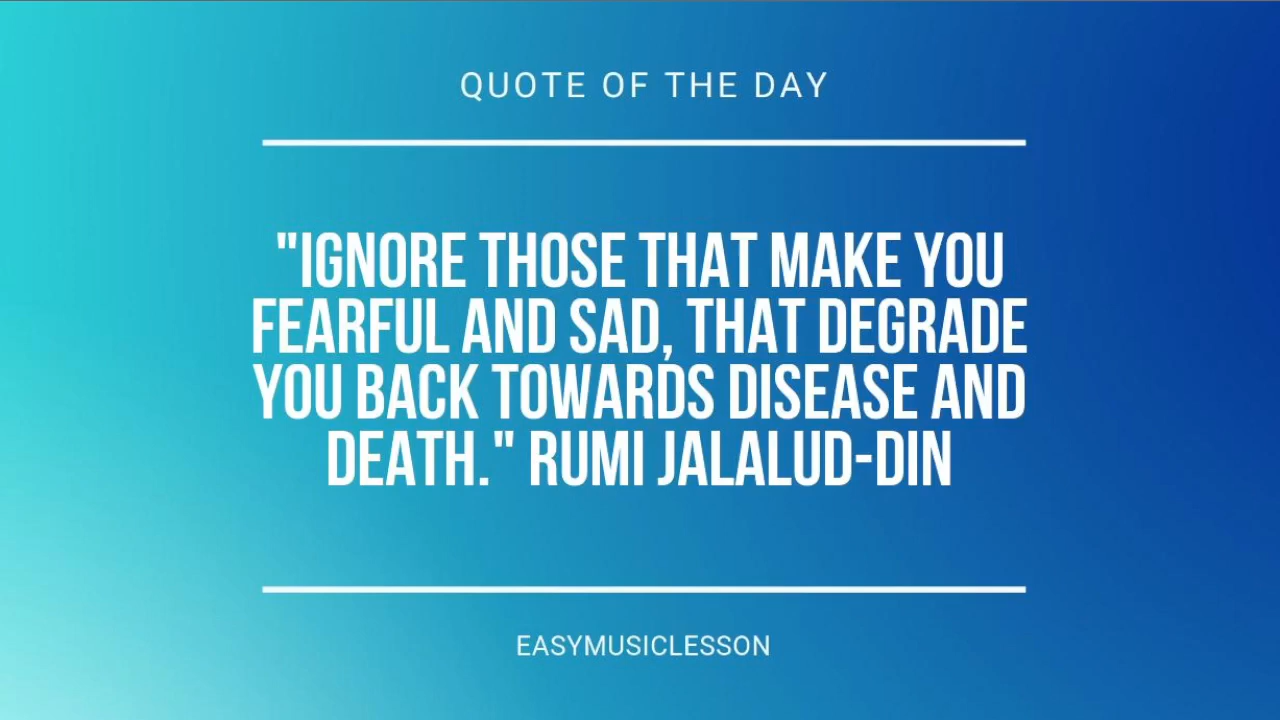 QUOTE OF THE DAY
"IGNORE THOSE THAT MAKE YOU
FEARFUL AND SAD, THAT DEGRADE
YOU BACK TOWARDS DISEASE AND
DEATH." RUMI JALALUD-DIN
EASYMUSICLESSON